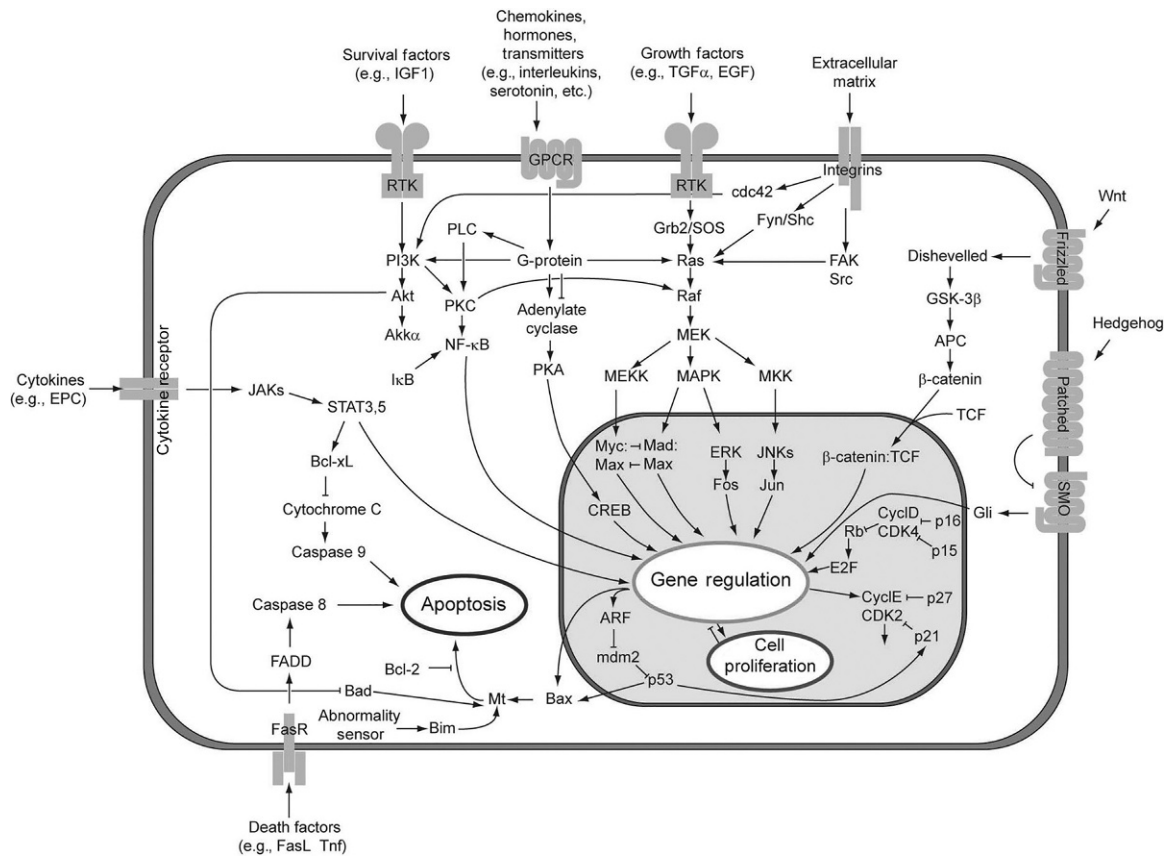 Chemokines,
hormones,
transmitters
(e.g., interleukins,
serotonin, etc.)
Survival factors
(e.g., IGF1)
Growth factors
(e.g., TGFα, EGF)
Extracellular
matrix
GPCR
RTK
RTK
Integrins
cdc42
Wnt
Frizzled
PLC
Grb2/SOS
Fyn/Shc
Dishevelled
PI3K
G-protein
Ras
FAK
Src
Akt
PKC
Raf
GSK-3β
Adenylate
cyclase
Akkα
NF-κB
MEK
APC
Hedgehog
Patched
IκB
PKA
MEKK
MAPK
MKK
β-catenin
Cytokines
(e.g., EPC)
Cytokine receptor
JAKs
STAT3,5
TCF
Myc:
Max
Mad:
Max
ERK
JNKs
β-catenin:TCF
Bcl-xL
Fos
Jun
SMO
Cytochrome C
CREB
Gli
CyclD
CDK4
p16
p15
Rb
E2F
Caspase 9
Gene regulation
Caspase 8
Apoptosis
ARF
CyclE
CDK2
p27
p21
FADD
Bcl-2
mdm2
Cell
proliferation
p53
Bad
Mt
Bax
FasR
Abnormality
sensor
Bim
Death factors
(e.g., FasL Tnf)